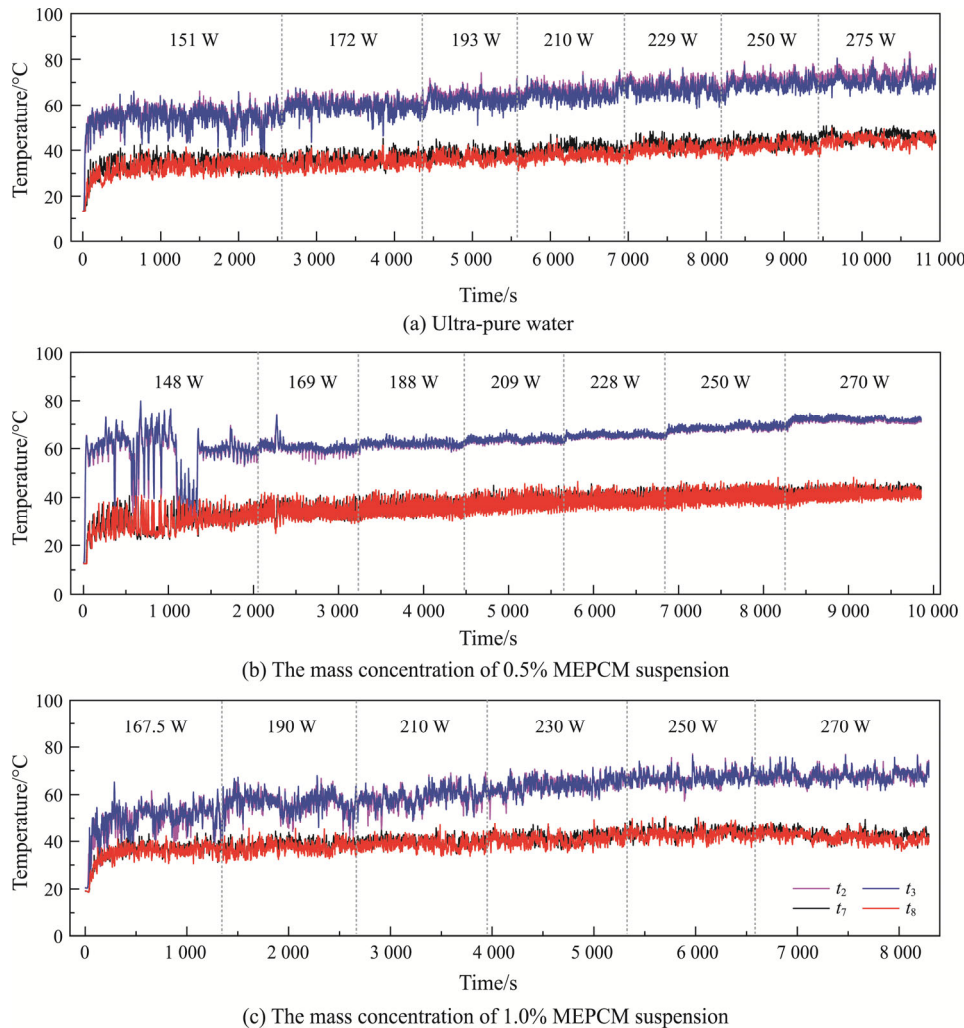 100
151 W 172 W 193 W 210 W 229 W 250 W 275 W
80
60
40
20
0
Temperature/°C
0 1 000 2 000 3 000 4 000 5 000 6 000 7 000 8 000 9 000 10 000 11 000
Time/s
(a) Ultra-pure water
100
148 W 169 W 188 W 209 W 228 W 250 W 270 W
80
60
40
20
0
Temperature/°C
0 1 000 2 000 3 000 4 000 5 000 6 000 7 000 8 000 9 000 10 000
Time/s
(b) The mass concentration of 0.5% MEPCM suspension
100
167.5 W 190 W 210 W 230 W 250 W 270 W
80
60
40
20
0
Temperature/°C
t2 t3
t7 t8
0 1 000 2 000 3 000 4 000 5 000 6 000 7 000 8 000
Time/s
(c) The mass concentration of 1.0% MEPCM suspension